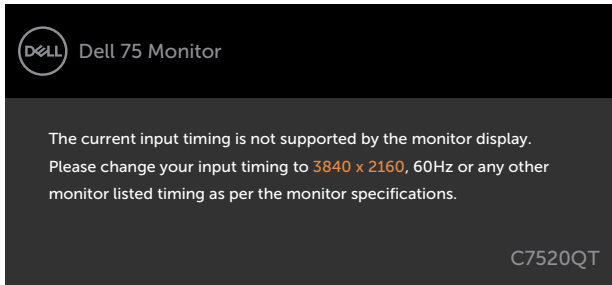 DELL Dell 75 Monitor
The current input timing is not supported by the monitor display.
Please change your input timing to 3840 x 2160, 60Hz or any other
monitor listed timing as per the monitor specifications.
C7520QT